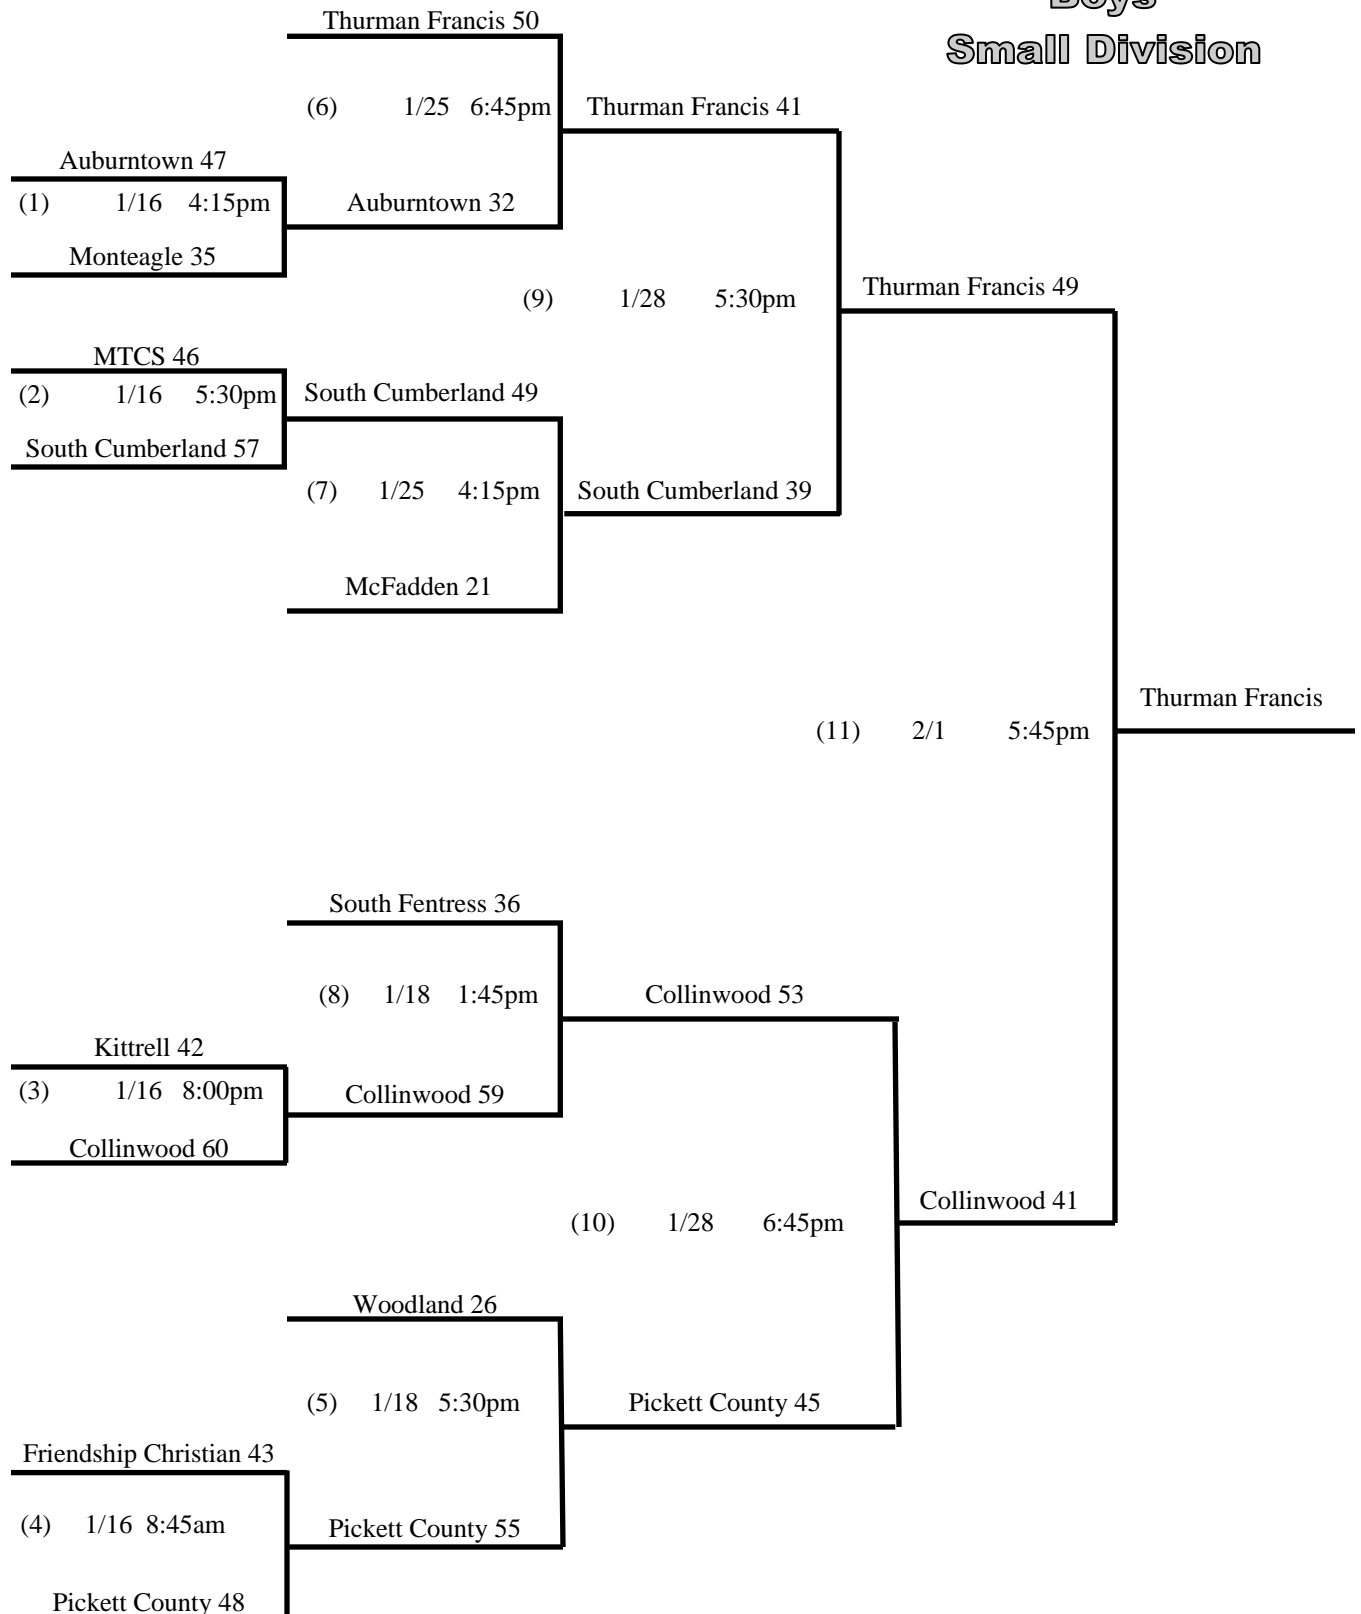 Boys
Small Division
Thurman Francis 50
(6) 1/25 6:45pm
Thurman Francis 41
Auburntown 47
(1) 1/16 4:15pm
Auburntown 32
Monteagle 35
(9) 1/28 5:30pm
Thurman Francis 49
MTCS 46
(2) 1/16 5:30pm
South Cumberland 49
South Cumberland 57
(7) 1/25 4:15pm
South Cumberland 39
McFadden 21
Thurman Francis
(11) 2/1 5:45pm
South Fentress 36
(8) 1/18 1:45pm
Collinwood 53
Kittrell 42
(3) 1/16 8:00pm
Collinwood 59
Collinwood 60
Collinwood 41
(10) 1/28 6:45pm
Woodland 26
(5) 1/18 5:30pm
Pickett County 45
Friendship Christian 43
(4) 1/16 8:45am
Pickett County 55
Pickett County 48